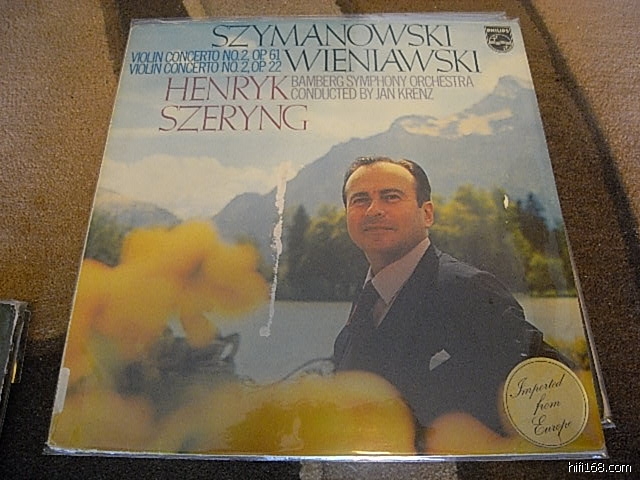 SZYMANOWSKI
VIOLIN CONCERTO NO. 2, OP. 61
VIOLIN CONCERTO NO. 2, OP. 22
WIENIAWSKI
HENRYK
SZERYNG
BAMBERG SYMPHONY ORCHESTRA
CONDUCTED BY JAN KRENZ
PHILIPS
Imported
from
Europe
hifi168.com